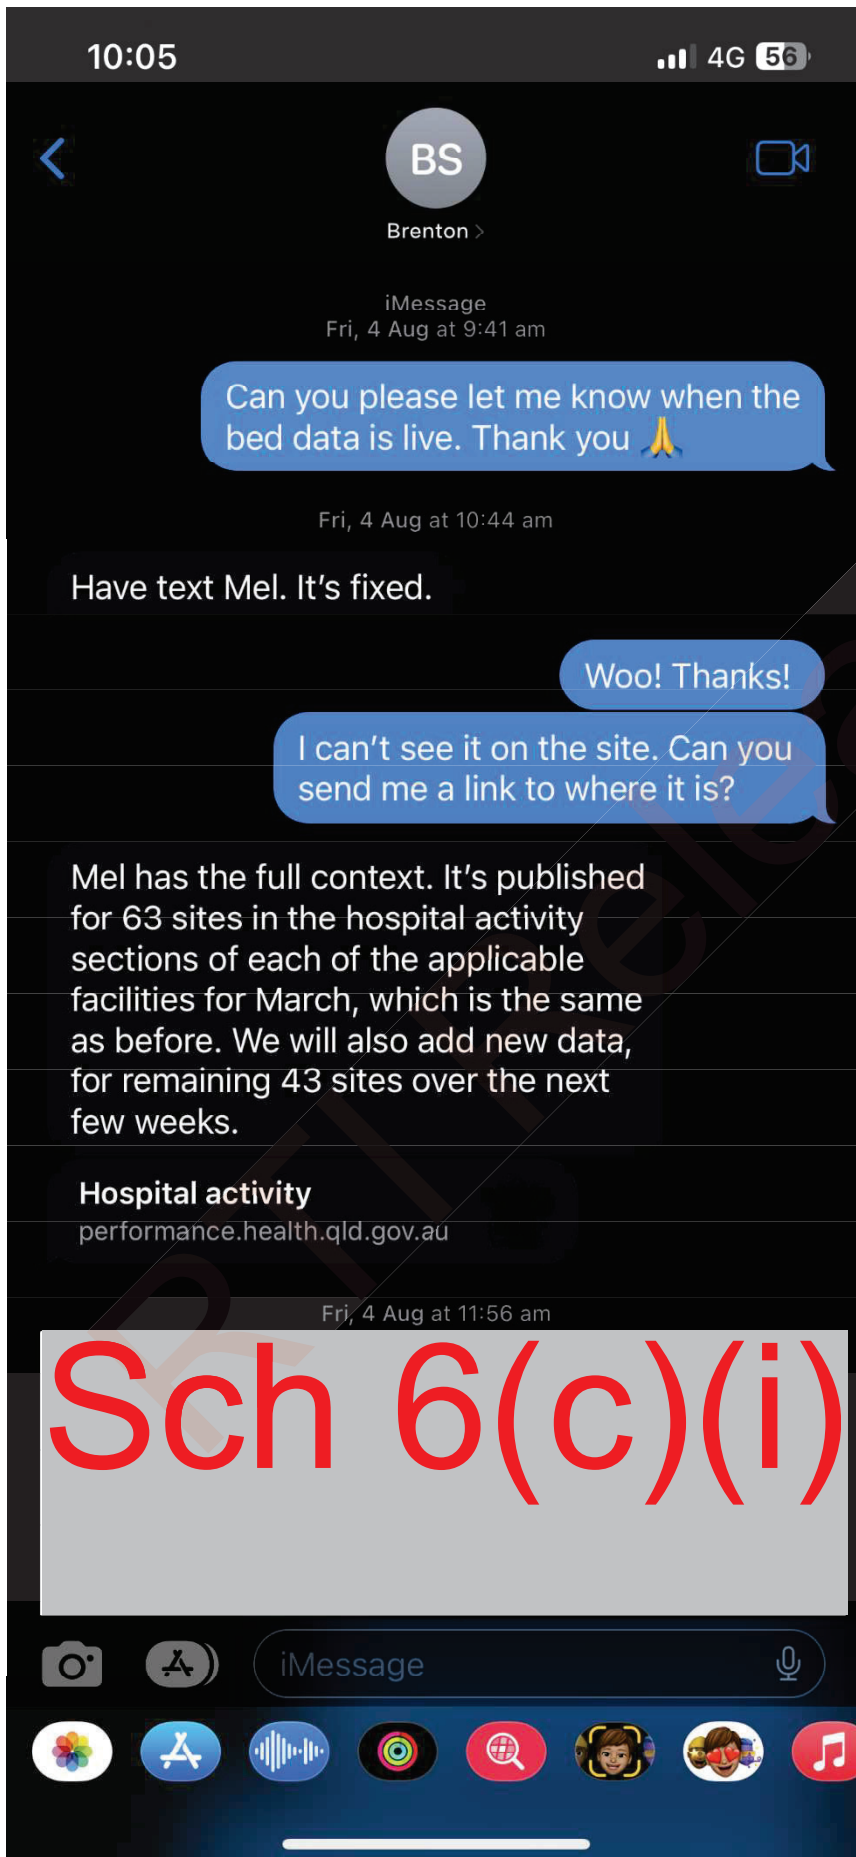 10:05
4G 56
BS
Brenton
iMessage
Fri, 4 Aug at 9:41 am
Can you please let me know when the
bed data is live. Thank you 🙏
Fri, 4 Aug at 10:44 am
Have text Mel. It's fixed.
Woo! Thanks!
I can't see it on the site. Can you
send me a link to where it is?
Mel has the full context. It's published
for 63 sites in the hospital activity
sections of each of the applicable
facilities for March, which is the same
as before. We will also add new data,
for remaining 43 sites over the next
few weeks.
Hospital activity
performance.health.qld.gov.au
Fri, 4 Aug at 11:56 am
Sch 6(c)(i)
iMessage
RTI Relea